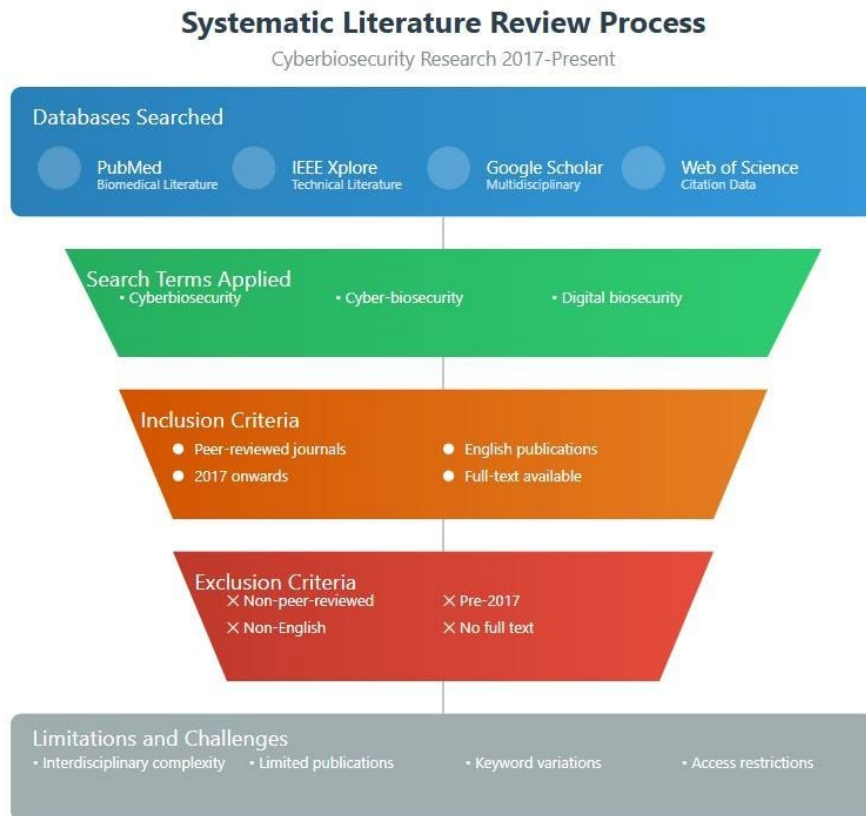 Systematic Literature Review Process
Cyberbiosecurity Research 2017-Present
Databases Searched
PubMed IEEE Xplore Google Scholar Web of Science
Biomedical Literature Technical Literature Multidisciplinary Citation Data
Search Terms Applied
• Cyberbiosecurity • Cyber-biosecurity • Digital biosecurity
Inclusion Criteria
● Peer-reviewed journals ● English publications
● 2017 onwards ● Full-text available
Exclusion Criteria
✕ Non-peer-reviewed ✕ Pre-2017
✕ Non-English ✕ No full text
Limitations and Challenges
• Interdisciplinary complexity • Limited publications • Keyword variations • Access restrictions